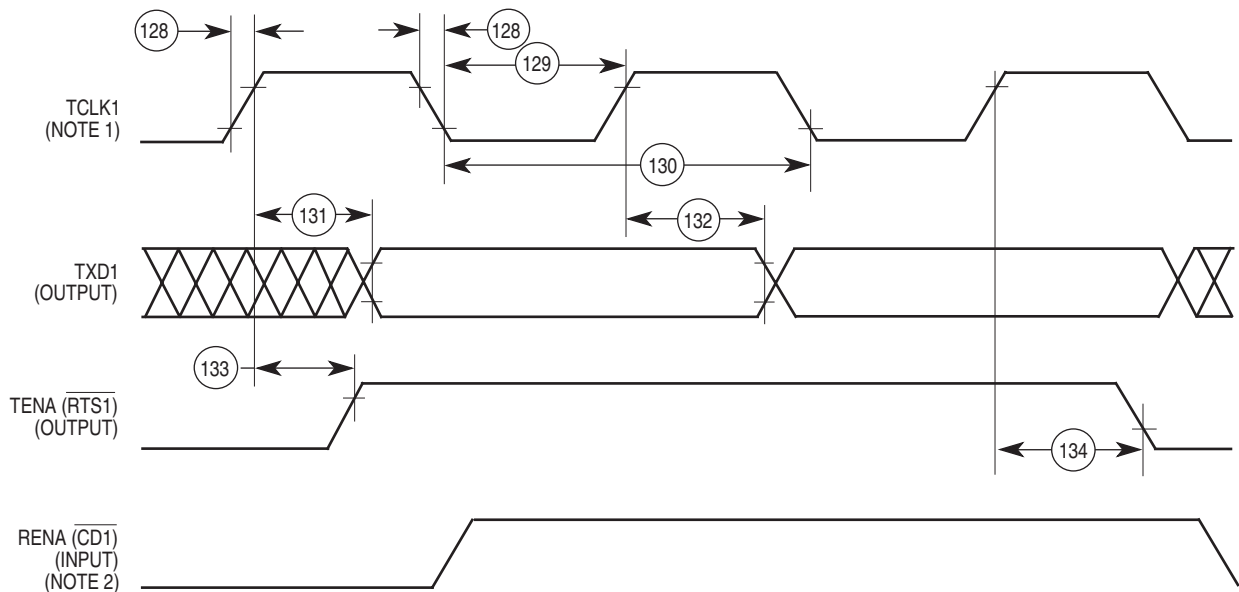 128
128
129
TCLK1
(NOTE 1)
130
131
132
TXD1
(OUTPUT)
133
TENA (RTS1)
(OUTPUT)
134
RENA (CD1)
(INPUT)
(NOTE 2)